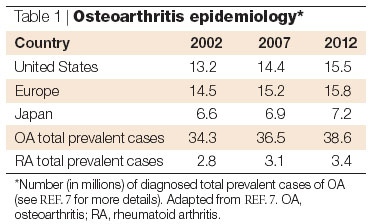 Table 1 | Osteoarthritis epidemiology*
Country 2002 2007 2012
United States 13.2 14.4 15.5
Europe 14.5 15.2 15.8
Japan 6.6 6.9 7.2
OA total prevalent cases 34.3 36.5 38.6
RA total prevalent cases 2.8 3.1 3.4
*Number (in millions) of diagnosed total prevalent cases of OA
(see REF. 7 for more details). Adapted from REF. 7. OA,
osteoarthritis; RA, rheumatoid arthritis.